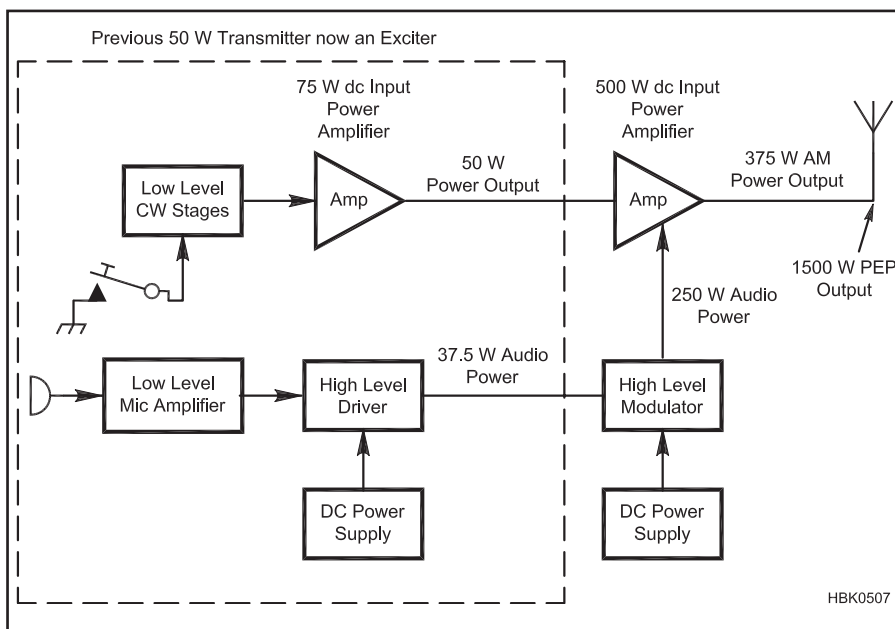 Previous 50 W Transmitter now an Exciter
75 W dc Input
Power
Amplifier
500 W dc Input
Power
Amplifier
Low Level
CW Stages
Amp
50 W
Power Output
Amp
375 W AM
Power Output
1500 W PEP
Output
250 W Audio
Power
Low Level
Mic Amplifier
High Level
Driver
37.5 W Audio
Power
High Level
Modulator
DC Power
Supply
DC Power
Supply
HBK0507